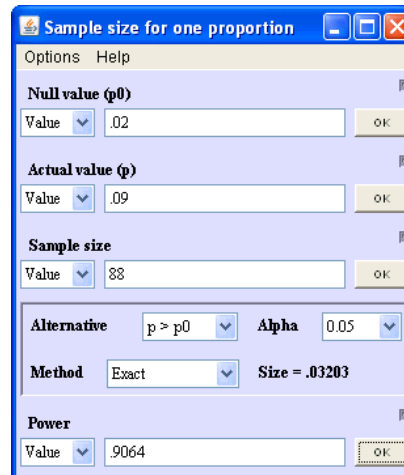 Sample size for one proportion
Options Help
Null value (p0)
Value .02 OK
Actual value (p)
Value .09 OK
Sample size
Value 88 OK
Alternative p > p0 Alpha 0.05
Method Exact Size = .03203
Power
Value .9064 OK